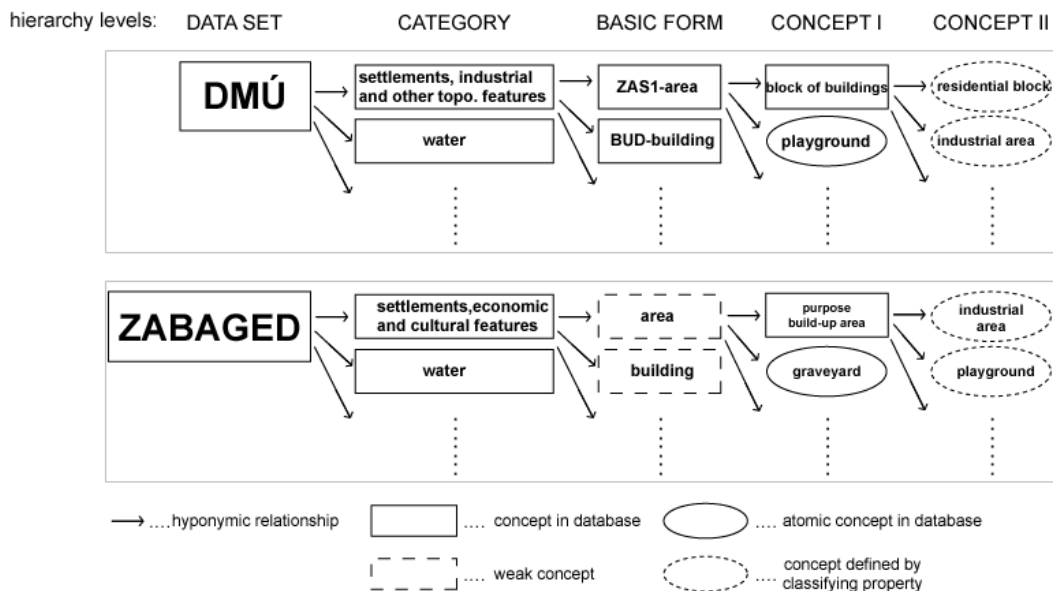 hierarchy levels: DATA SET CATEGORY BASIC FORM CONCEPT I CONCEPT II
DMÚ
settlements, industrial
and other topo. features
ZAS1-area
block of buildings
residential block
water
BUD-building
playground
industrial area
ZABAGED
settlements,economic
and cultural features
area
purpose
build-up area
industrial
area
water
building
graveyard
playground
.... hyponymic relationship
.... concept in database
.... atomic concept in database
.... weak concept
.... concept defined by
classifying property